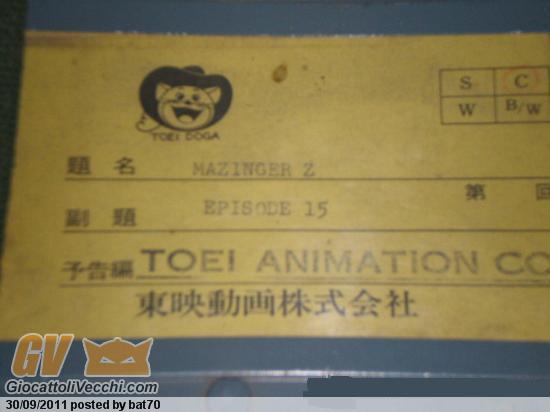 TOEI DOGA
S C
W B/W
題名 MAZINGER Z
第 回
副題 EPISODE 15
予告編 TOEI ANIMATION CO
東映動画株式会社
GV
GiocattoliVecchi.com
30/09/2011 posted by bat70